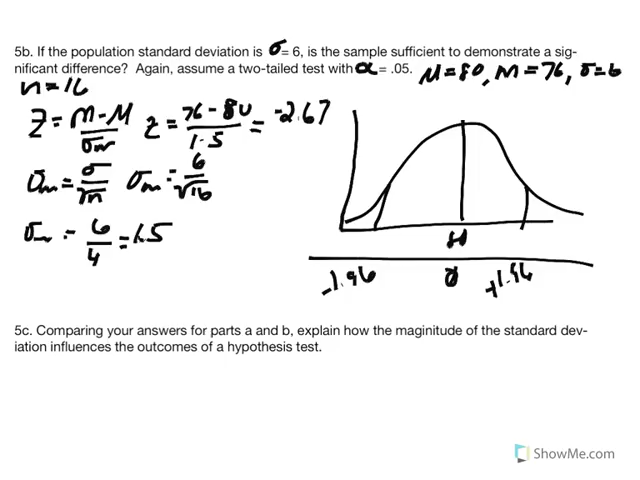 5b. If the population standard deviation is σ = 6, is the sample sufficient to demonstrate a sig-
nificant difference? Again, assume a two-tailed test with α = .05. μ=80, M=76, σ=6
n=16
Z = M-μ/σm z = 76-80/1.5 = -2.67
σm = σ/√n σm = 6/√16
σm = 6/4 = 1.5
80
-1.96 0 +1.96
5c. Comparing your answers for parts a and b, explain how the maginitude of the standard dev-
iation influences the outcomes of a hypothesis test.
ShowMe.com